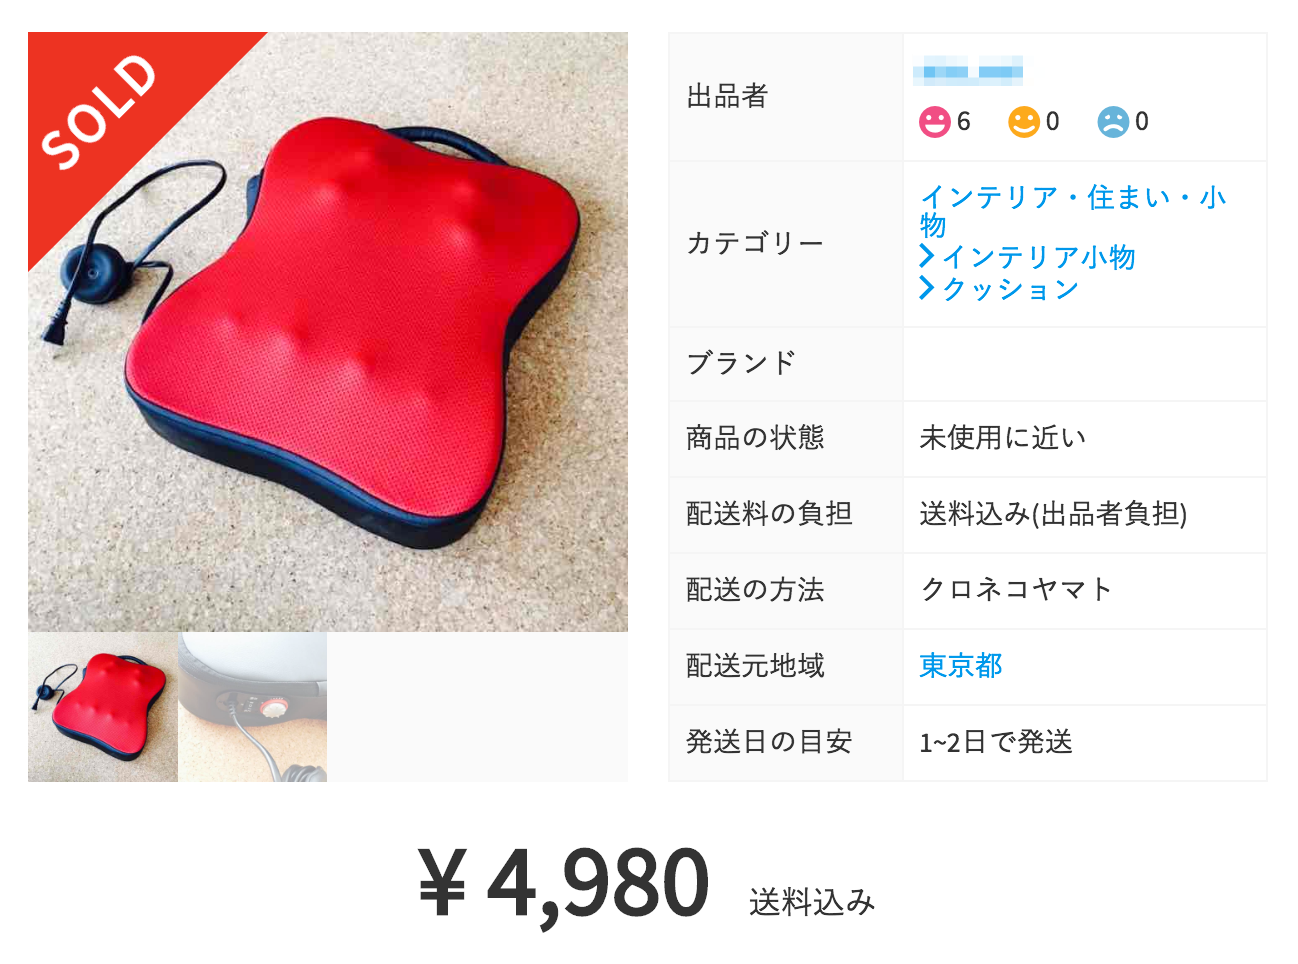 SOLD
出品者
6 0 0
カテゴリー
インテリア・住まい・小
物
インテリア小物
クッション
ブランド
商品の状態
未使用に近い
配送料の負担
送料込み(出品者負担)
配送の方法
クロネコヤマト
配送元地域
東京都
発送日の目安
1~2日で発送
¥ 4,980 送料込み